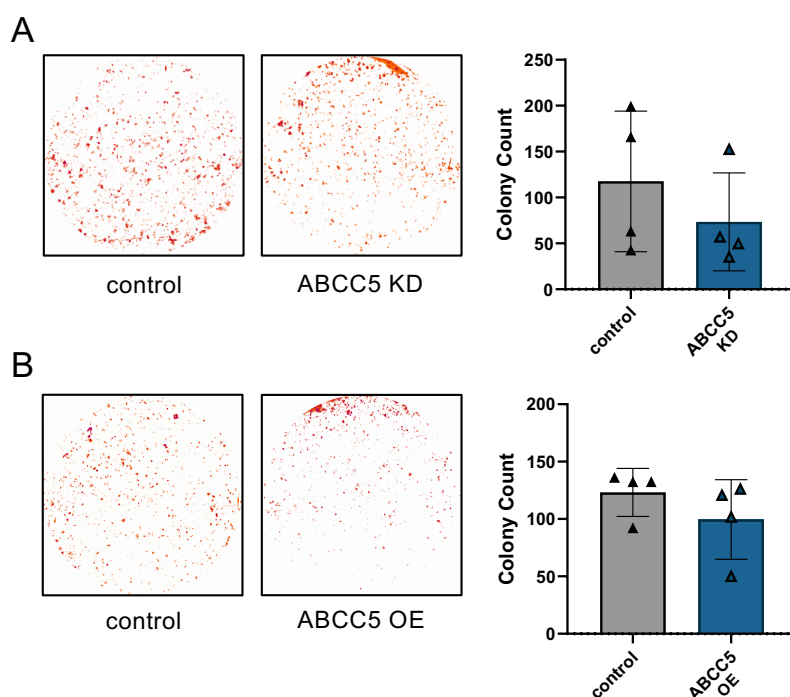 A
control
ABCC5 KD
Colony Count
250
200
150
100
50
0
control
ABCC5
KD
B
control
ABCC5 OE
Colony Count
200
150
100
50
0
control
ABCC5
OE